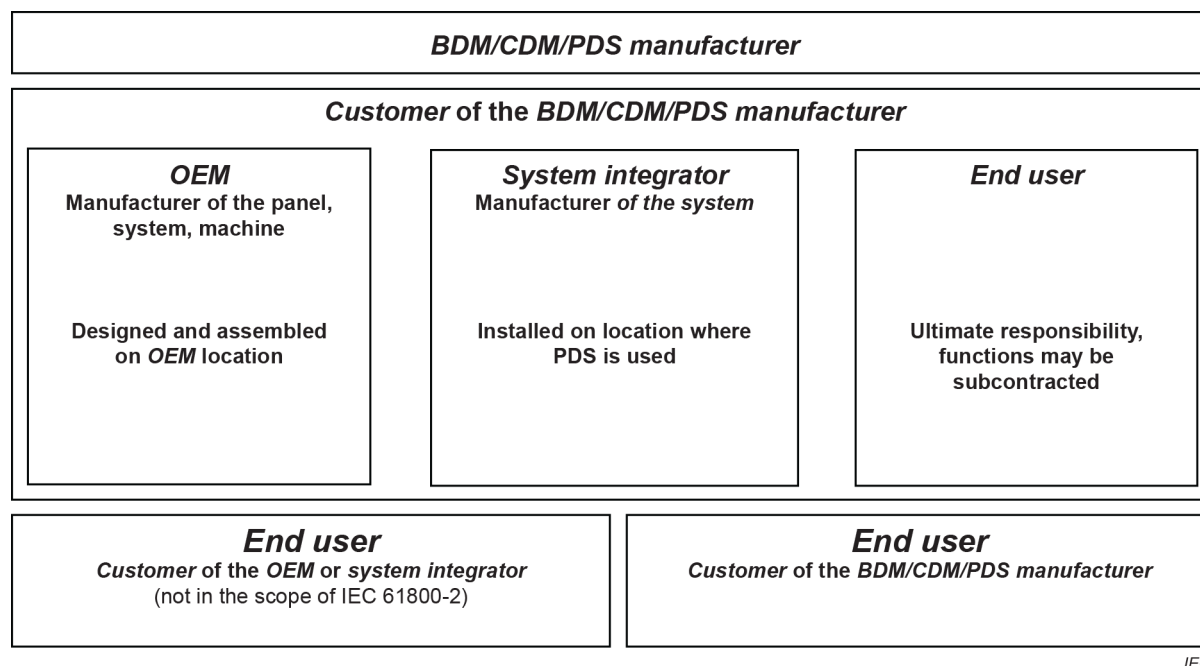 BDM/CDM/PDS manufacturer
Customer of the BDM/CDM/PDS manufacturer
OEM
Manufacturer of the panel,
system, machine
Designed and assembled
on OEM location
System integrator
Manufacturer of the system
Installed on location where
PDS is used
End user
Ultimate responsibility,
functions may be
subcontracted
End user
Customer of the OEM or system integrator
(not in the scope of IEC 61800-2)
End user
Customer of the BDM/CDM/PDS manufacturer